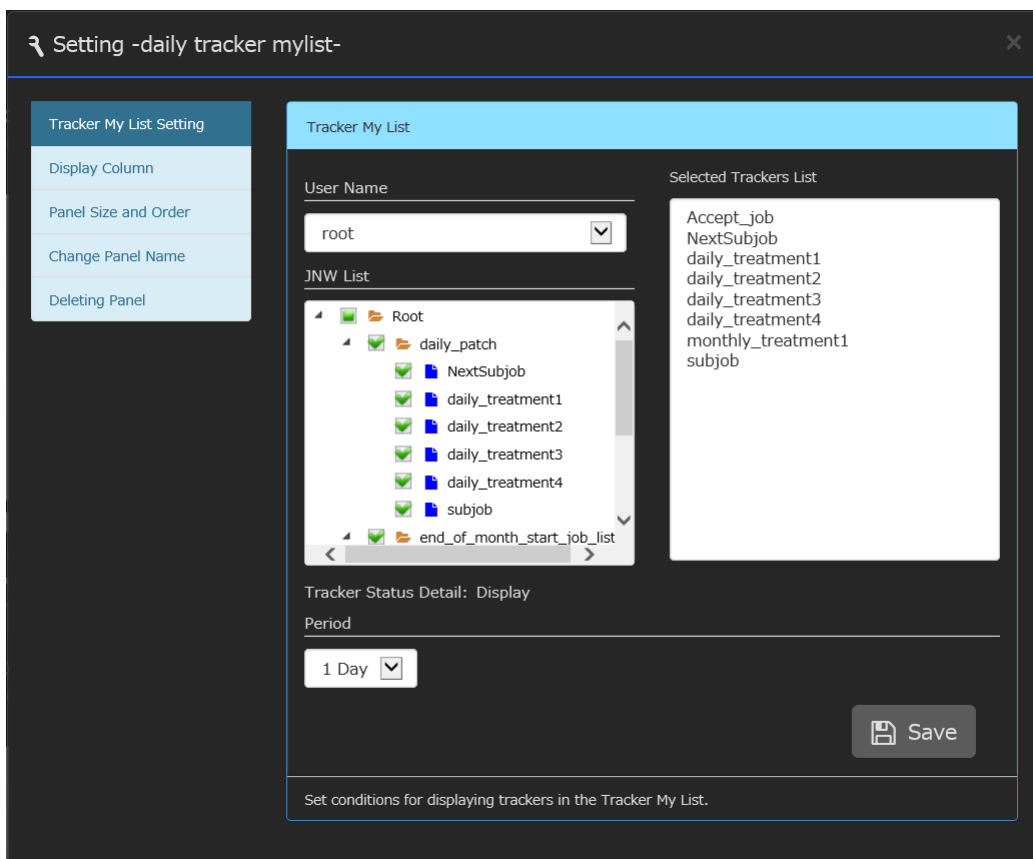 Setting -daily tracker mylist-
Tracker My List Setting
Display Column
Panel Size and Order
Change Panel Name
Deleting Panel
Tracker My List
User Name
root
JNW List
Root
daily_patch
NextSubjob
daily_treatment1
daily_treatment2
daily_treatment3
daily_treatment4
subjob
end_of_month_start_job_list
Selected Trackers List
Accept_job
NextSubjob
daily_treatment1
daily_treatment2
daily_treatment3
daily_treatment4
monthly_treatment1
subjob
Tracker Status Detail: Display
Period
1 Day
Save
Set conditions for displaying trackers in the Tracker My List.